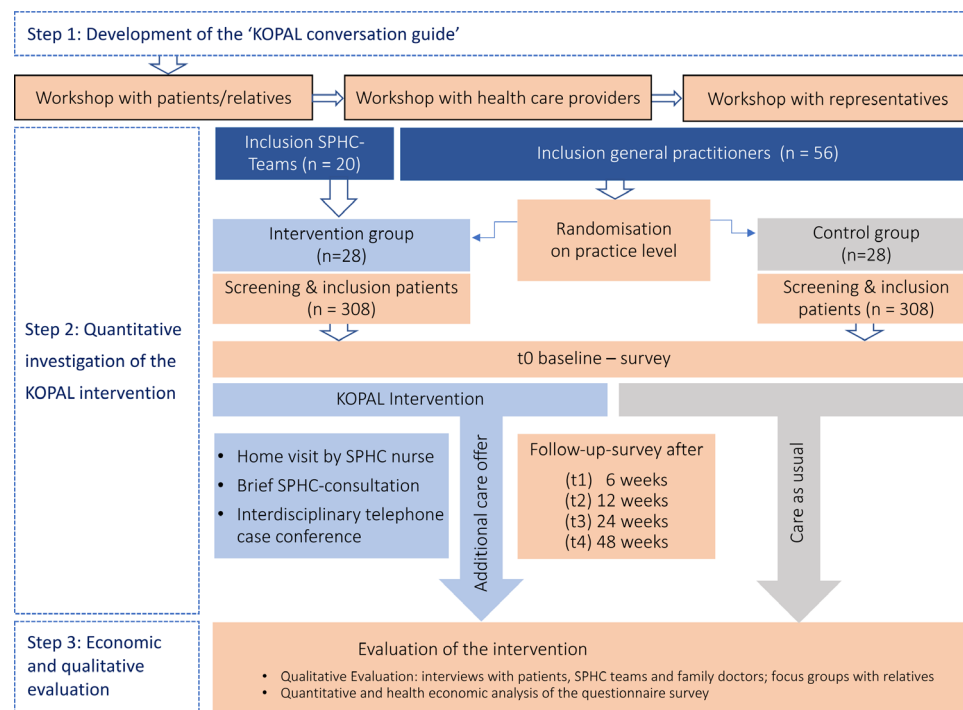 Step 1: Development of the ‘KOPAL conversation guide’
Workshop with patients/relatives
Workshop with health care providers
Workshop with representatives
Step 2: Quantitative
investigation of the
KOPAL intervention
Inclusion SPHC-
Teams (n = 20)
Inclusion general practitioners (n = 56)
Intervention group
(n=28)
Randomisation
on practice level
Control group
(n=28)
Screening & inclusion patients
(n = 308)
Screening & inclusion
patients (n = 308)
t0 baseline – survey
KOPAL Intervention
• Home visit by SPHC nurse
• Brief SPHC-consultation
• Interdisciplinary telephone
case conference
Additional care offer
Follow-up-survey after
(t1) 6 weeks
(t2) 12 weeks
(t3) 24 weeks
(t4) 48 weeks
Care as usual
Step 3: Economic
and qualitative
evaluation
Evaluation of the intervention
• Qualitative Evaluation: interviews with patients, SPHC teams and family doctors; focus groups with relatives
• Quantitative and health economic analysis of the questionnaire survey